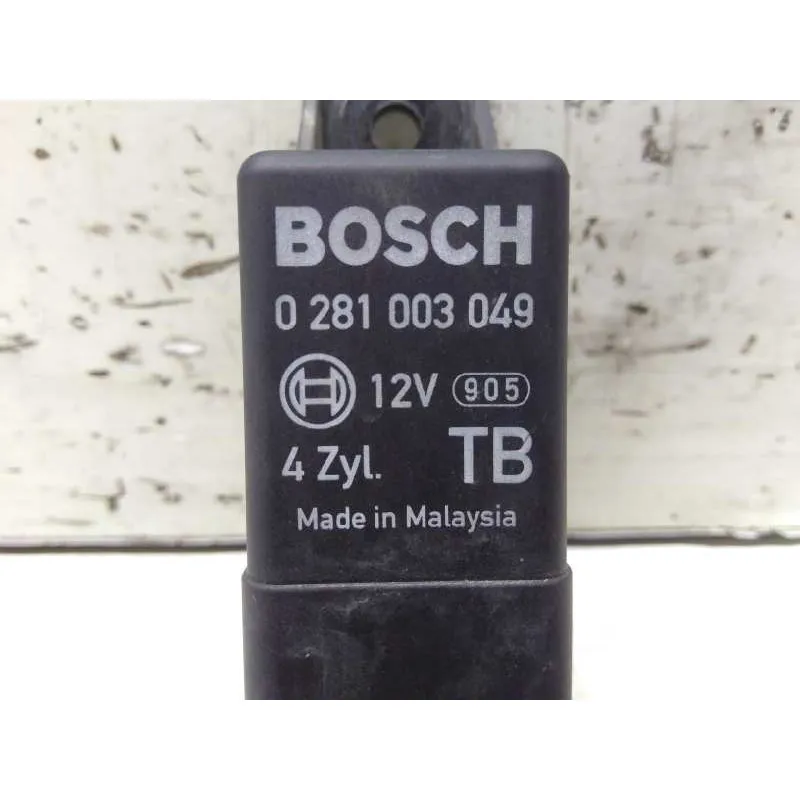 BOSCH
0 281 003 049
12V 905
4 Zyl. TB
Made in Malaysia